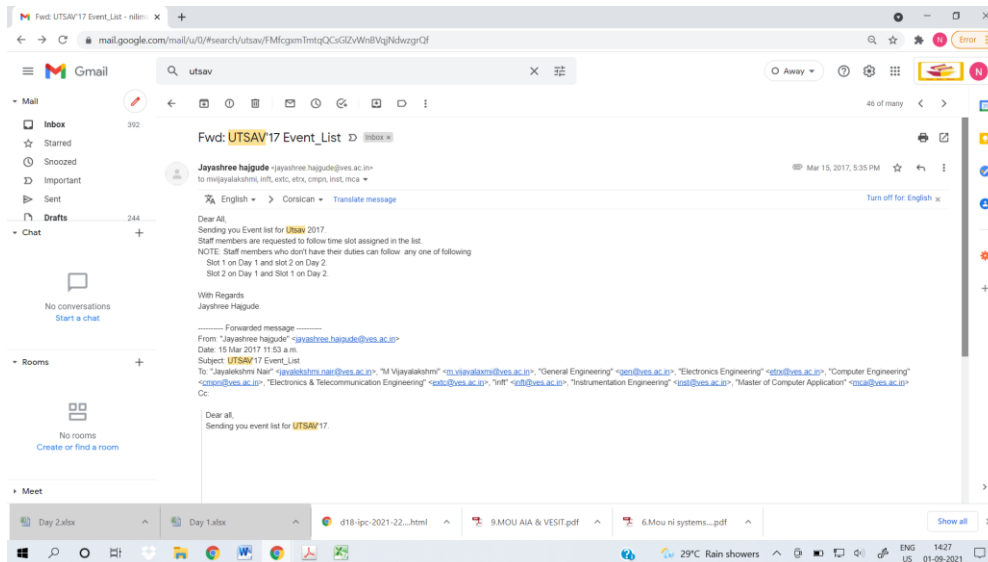 Fwd: UTSAV'17 Event_List - nilima
mail.google.com/mail/u/0/#search/utsav/FMfcgxmTmtqQCsGlZvWnBVqjNdwzgrQf
N
Error
Gmail
utsav
Away
N
Mail
46 of many
Inbox 392
Starred
Snoozed
Important
Sent
Drafts 244
Fwd: UTSAV'17 Event_List Inbox ×
Jayashree hajgude <jayashree.hajgude@ves.ac.in> Mar 15, 2017, 5:35 PM
to mvijayalakshmi, inft, extc, etrx, cmpn, inst, mca
English > Corsican Translate message Turn off for: English ×
Dear All,
Sending you Event list for Utsav 2017.
Staff members are requested to follow time slot assigned in the list.
NOTE: Staff members who don't have their duties can follow any one of following
Slot 1 on Day 1 and slot 2 on Day 2.
Slot 2 on Day 1 and Slot 1 on Day 2.
With Regards
Jayshree Hajgude.
---------- Forwarded message ----------
From: "Jayashree hajgude" <jayashree.hajgude@ves.ac.in>
Date: 15 Mar 2017 11:53 a.m.
Subject: UTSAV'17 Event_List
To: "Jayalekshmi Nair" <jayalekshmi.nair@ves.ac.in>, "M Vijayalakshmi" <m.vijayalaxmi@ves.ac.in>, "General Engineering" <gen@ves.ac.in>, "Electronics Engineering" <etrx@ves.ac.in>, "Computer Engineering"
<cmpn@ves.ac.in>, "Electronics & Telecommunication Engineering" <extc@ves.ac.in>, "inft" <inft@ves.ac.in>, "Instrumentation Engineering" <inst@ves.ac.in>, "Master of Computer Application" <mca@ves.ac.in>
Cc:
Dear all,
Sending you event list for UTSAV'17.
Chat
No conversations
Start a chat
Rooms
No rooms
Create or find a room
Meet
Day 2.xlsx
Day 1.xlsx
d18-ipc-2021-22....html
9.MOU AIA & VESIT.pdf
6.Mou ni systems....pdf
Show all
29°C Rain showers
ENG
US
14:27
01-09-2021